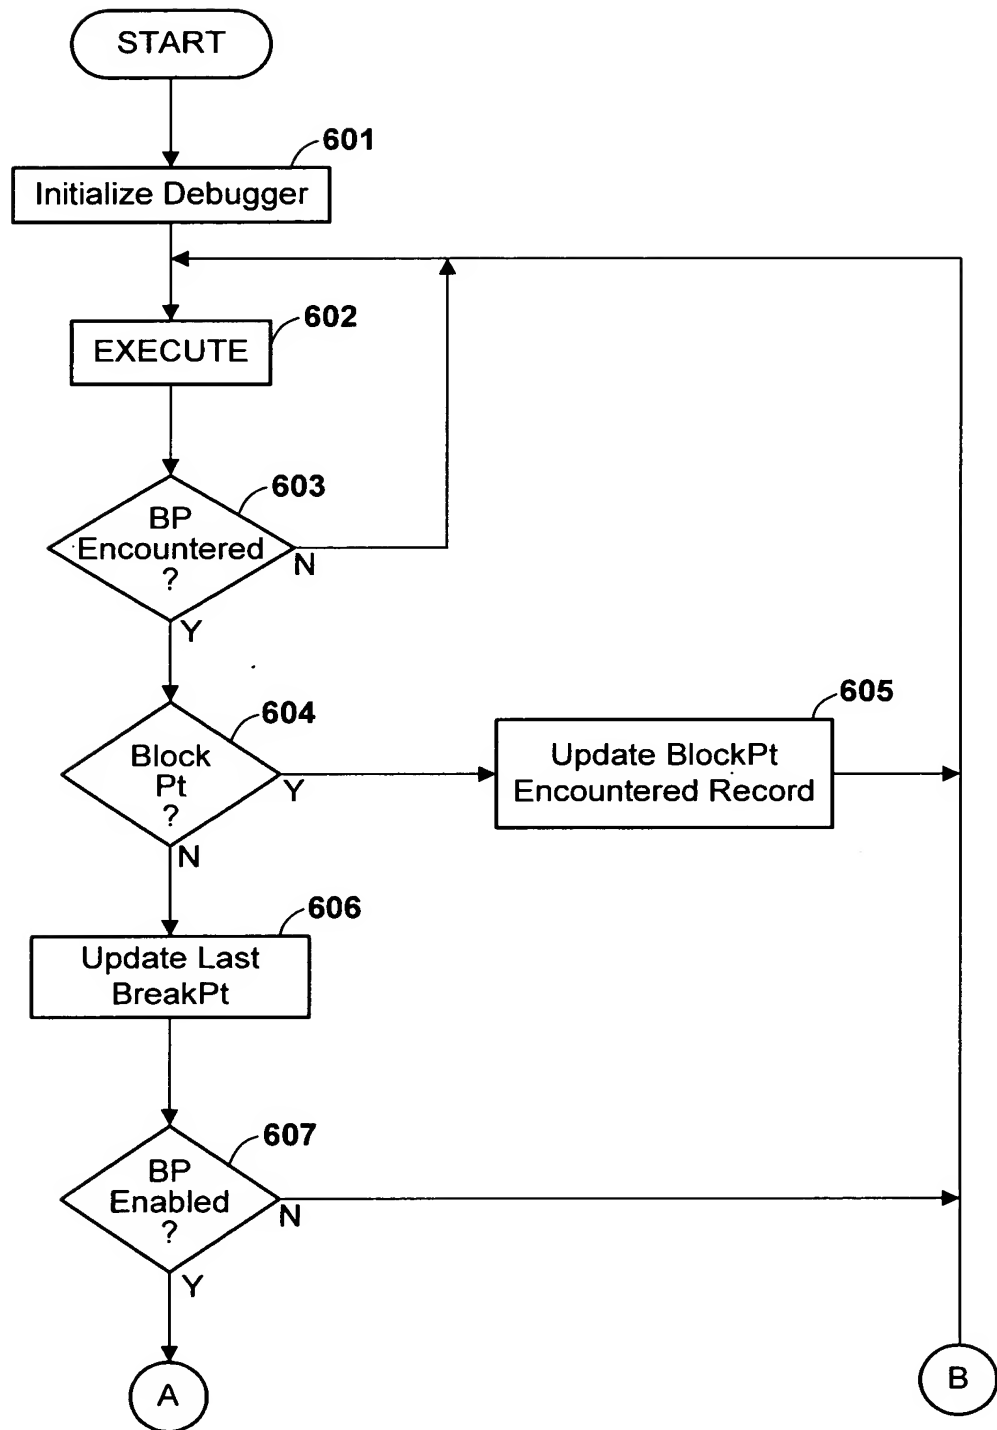 START
601
Initialize Debugger
602
EXECUTE
603
BP
Encountered
?
N
Y
604
Block
Pt
?
Y
N
605
Update BlockPt
Encountered Record
606
Update Last
BreakPt
607
BP
Enabled
?
N
Y
A
B